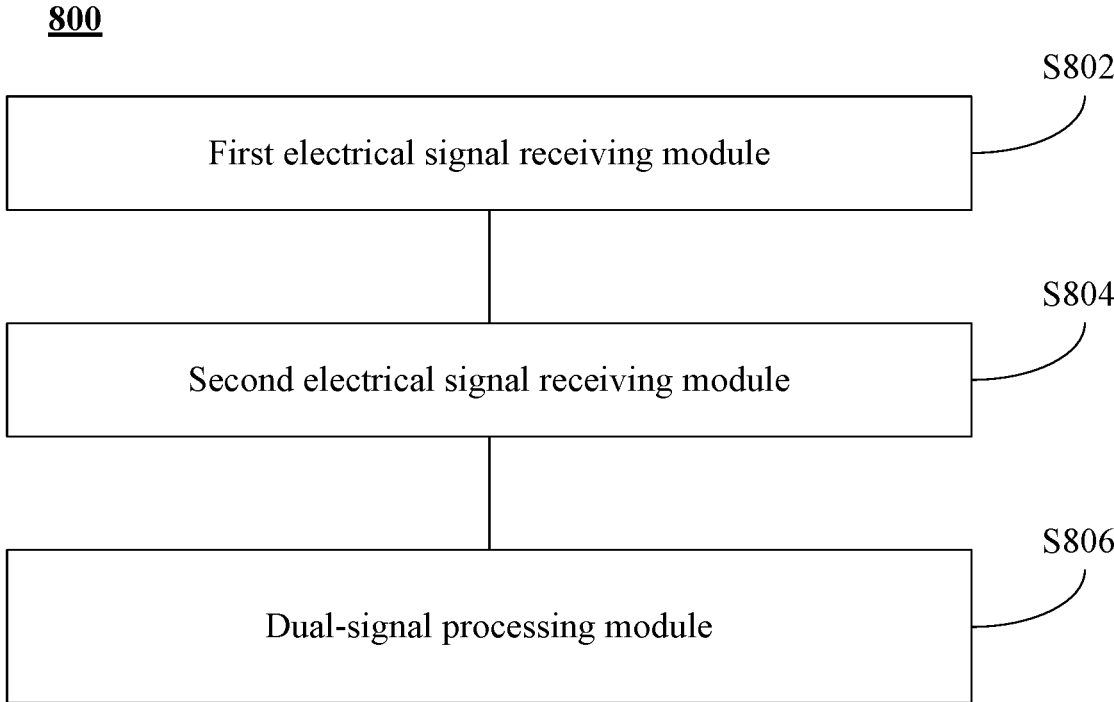 800
S802
First electrical signal receiving module
S804
Second electrical signal receiving module
S806
Dual-signal processing module